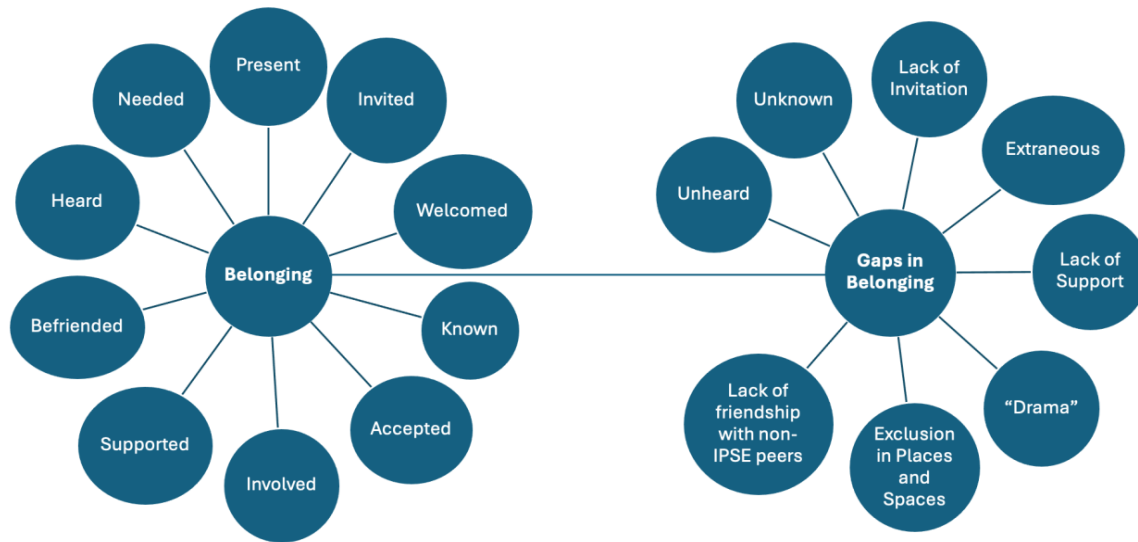 Present
Needed
Invited
Heard
Welcomed
Belonging
Befriended
Known
Supported
Accepted
Involved
Lack of
Invitation
Unknown
Extraneous
Unheard
Gaps in
Belonging
Lack of
Support
"Drama"
Lack of
friendship
with non-
IPSE peers
Exclusion
in Places
and
Spaces